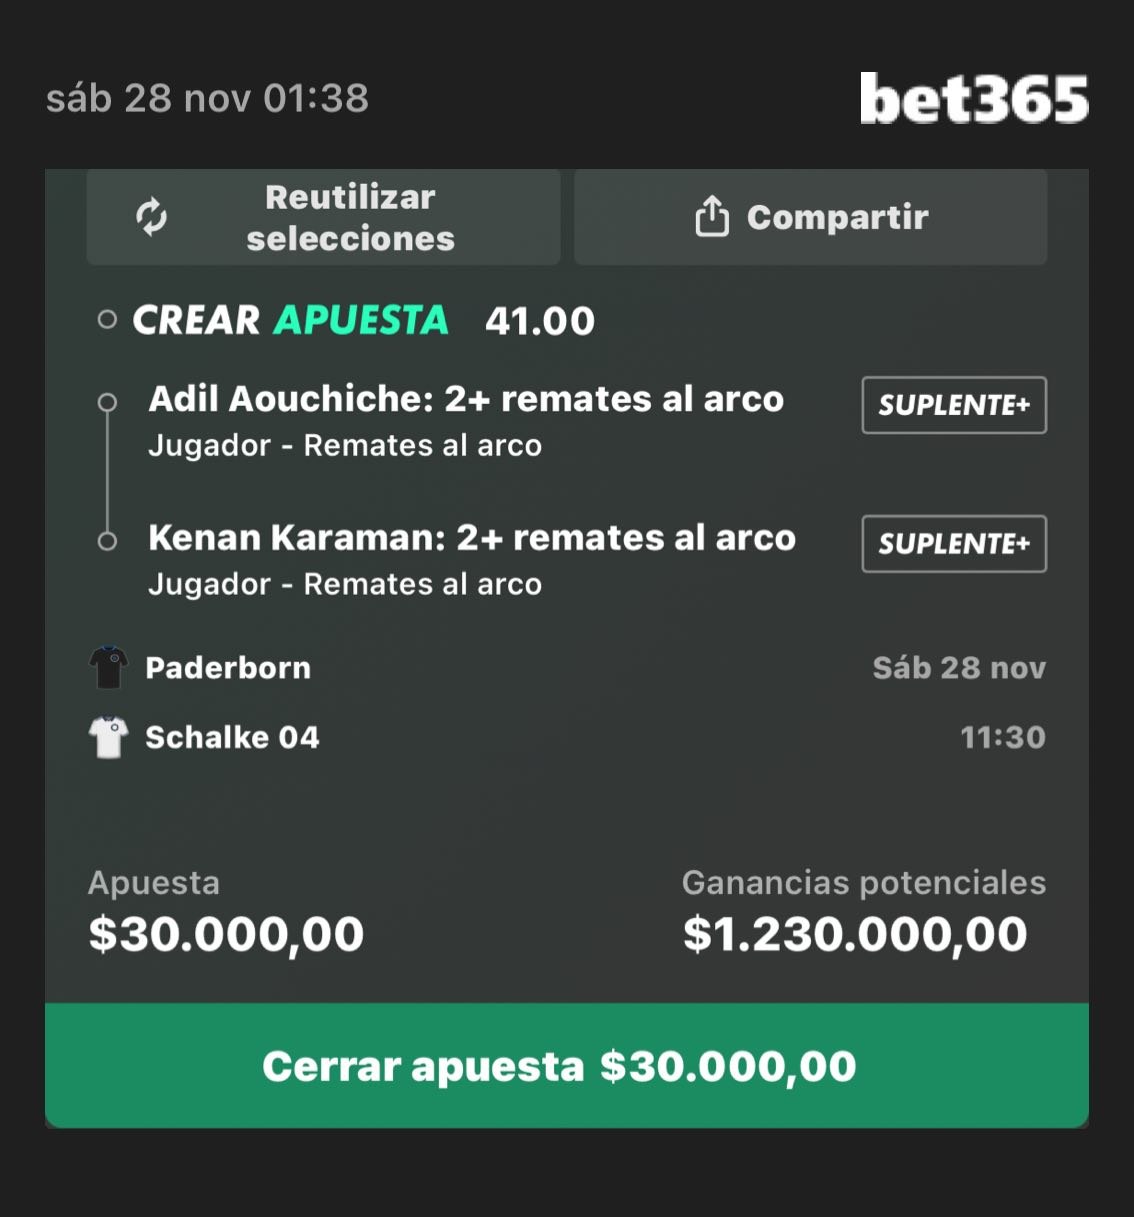 sáb 28 nov 01:38
bet365
Reutilizar
selecciones
Compartir
CREAR APUESTA 41.00
Adil Aouchiche: 2+ remates al arco
SUPLENTE+
Jugador - Remates al arco
Kenan Karaman: 2+ remates al arco
SUPLENTE+
Jugador - Remates al arco
Paderborn
Sáb 28 nov
Schalke 04
11:30
Apuesta
Ganancias potenciales
$30.000,00
$1.230.000,00
Cerrar apuesta $30.000,00